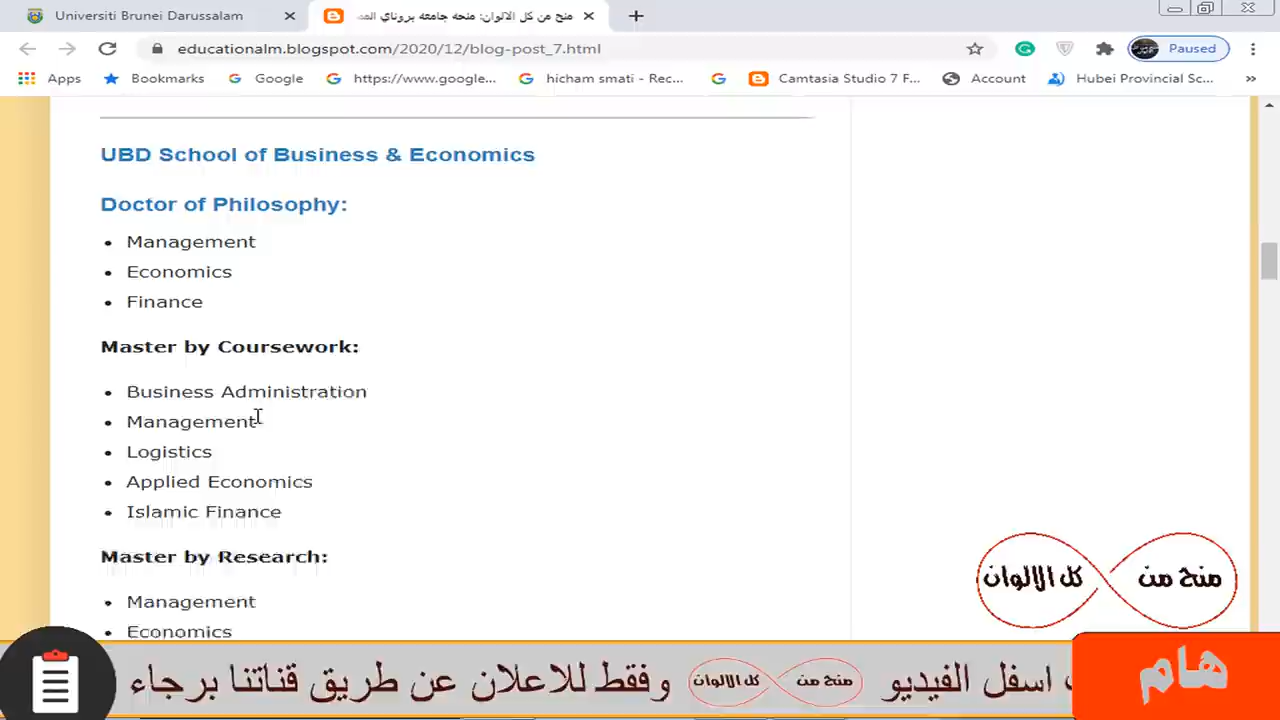 Universiti Brunei Darussalam
منح من كل الالوان: منحة جامعة بروناي المم
educationalm.blogspot.com/2020/12/blog-post_7.html
Paused
Apps
Bookmarks
Google
https://www.google...
hicham smati - Rec...
Camtasia Studio 7 F...
Account
Hubei Provincial Sc...
UBD School of Business & Economics
Doctor of Philosophy:
Management
Economics
Finance
Master by Coursework:
Business Administration
Management
Logistics
Applied Economics
Islamic Finance
Master by Research:
Management
Economics
منح من كل الالوان
هام
اسفل الفيديو منح من كل الالوان وفقط للاعلان عن طريق قناتنا برجاء